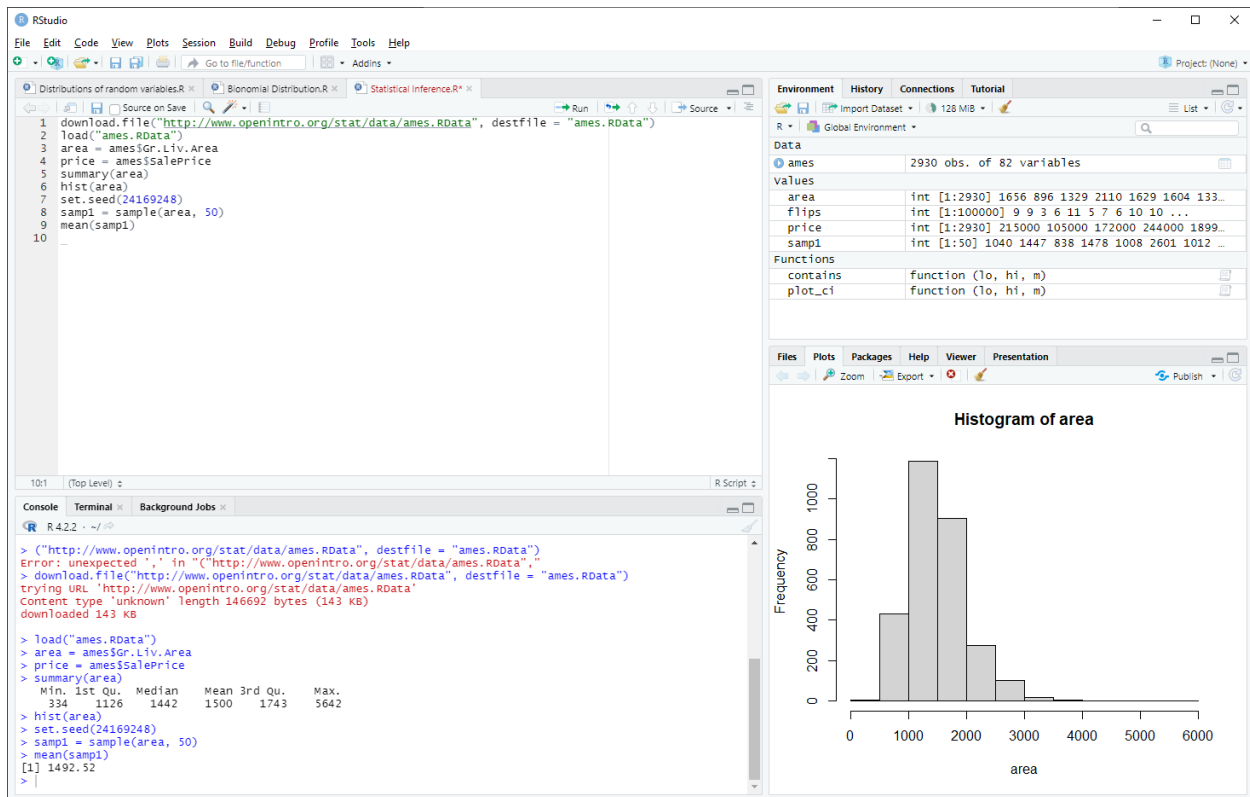 RStudio
File Edit Code View Plots Session Build Debug Profile Tools Help
Go to file/function Addins Project: (None)
Distributions of random variables.R Bionomial Distribution.R Statistical Inference.R*
Source on Save Run Source
1 download.file("http://www.openintro.org/stat/data/ames.RData", destfile = "ames.RData")
2 load("ames.RData")
3 area = ames$Gr.Liv.Area
4 price = ames$SalePrice
5 summary(area)
6 hist(area)
7 set.seed(24169248)
8 samp1 = sample(area, 50)
9 mean(samp1)
10 _
10:1 (Top Level) R Script
Console Terminal Background Jobs
R 4.2.2 · ~/
> ("http://www.openintro.org/stat/data/ames.RData", destfile = "ames.RData")
Error: unexpected ',' in "("http://www.openintro.org/stat/data/ames.RData","
> download.file("http://www.openintro.org/stat/data/ames.RData", destfile = "ames.RData")
trying URL 'http://www.openintro.org/stat/data/ames.RData'
Content type 'unknown' length 146692 bytes (143 KB)
downloaded 143 KB
> load("ames.RData")
> area = ames$Gr.Liv.Area
> price = ames$SalePrice
> summary(area)
Min. 1st Qu. Median Mean 3rd Qu. Max.
334 1126 1442 1500 1743 5642
> hist(area)
> set.seed(24169248)
> samp1 = sample(area, 50)
> mean(samp1)
[1] 1492.52
>
Environment History Connections Tutorial
Import Dataset 128 MiB List
R Global Environment
Data
ames 2930 obs. of 82 variables
Values
area int [1:2930] 1656 896 1329 2110 1629 1604 133…
flips int [1:100000] 9 9 3 6 11 5 7 6 10 10 ...
price int [1:2930] 215000 105000 172000 244000 1899…
samp1 int [1:50] 1040 1447 838 1478 1008 2601 1012 …
Functions
contains function (lo, hi, m)
plot_ci function (lo, hi, m)
Files Plots Packages Help Viewer Presentation
Zoom Export Publish
Histogram of area
Frequency
0 200 400 600 800 1000
0 1000 2000 3000 4000 5000 6000
area